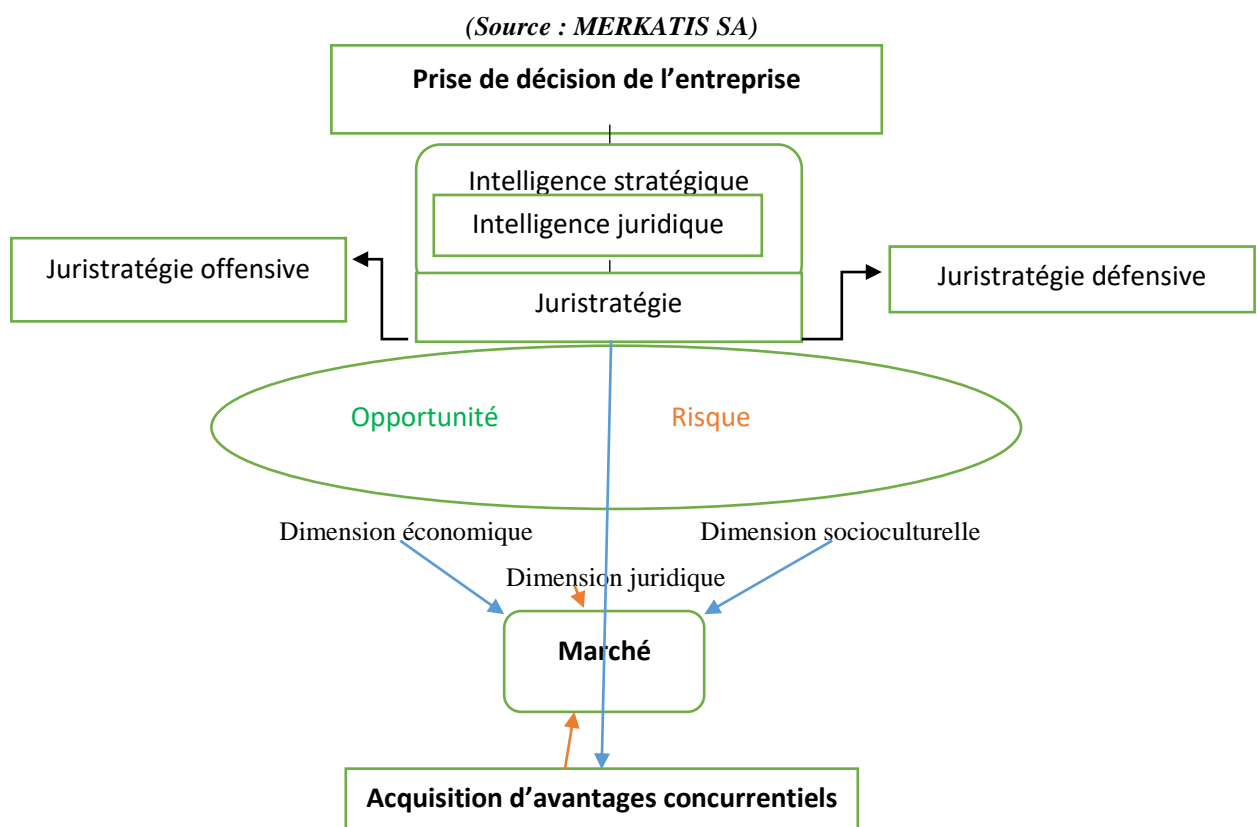 (Source : MERKATIS SA)
Prise de décision de l’entreprise
Intelligence stratégique
Intelligence juridique
Juristratégie offensive
Juristratégie défensive
Juristratégie
Opportunité
Risque
Dimension économique
Dimension socioculturelle
Dimension juridique
Marché
Acquisition d’avantages concurrentiels